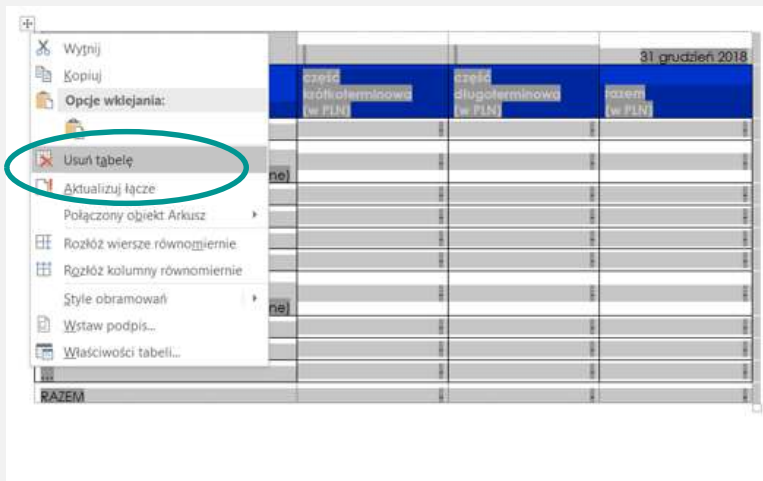 Wytnij
Kopiuj
Opcje wklejania:
Usuń tabelę
Aktualizuj łącze
Połączony obiekt Arkusz
Rozłóż wiersze równomiernie
Rozłóż kolumny równomiernie
Style obramowań
Wstaw podpis...
Właściwości tabeli...
31 grudzień 2018
część
krótkoterminowa
(w PLN)
część
długoterminowa
(w PLN)
razem
(w PLN)
ne)
ne)
...
RAZEM